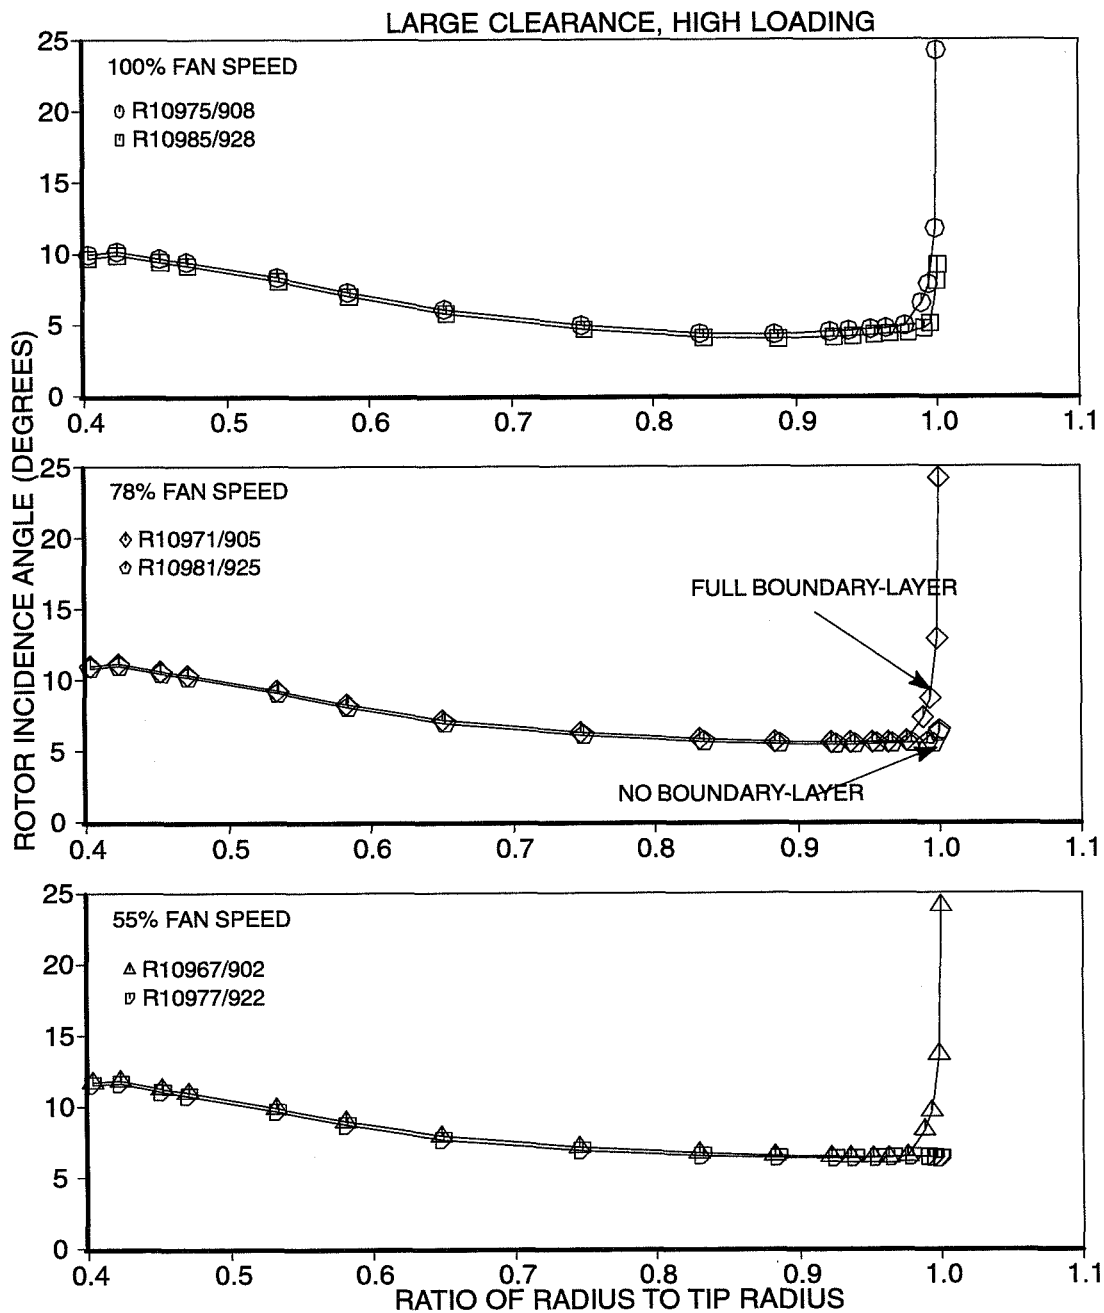 LARGE CLEARANCE, HIGH LOADING
ROTOR INCIDENCE ANGLE (DEGREES)
25
20
15
10
5
0
100% FAN SPEED
R10975/908
R10985/928
0.4 0.5 0.6 0.7 0.8 0.9 1.0 1.1
25
20
15
10
5
0
78% FAN SPEED
R10971/905
R10981/925
FULL BOUNDARY-LAYER
NO BOUNDARY-LAYER
0.4 0.5 0.6 0.7 0.8 0.9 1.0 1.1
25
20
15
10
5
0
55% FAN SPEED
R10967/902
R10977/922
0.4 0.5 0.6 0.7 0.8 0.9 1.0 1.1
RATIO OF RADIUS TO TIP RADIUS